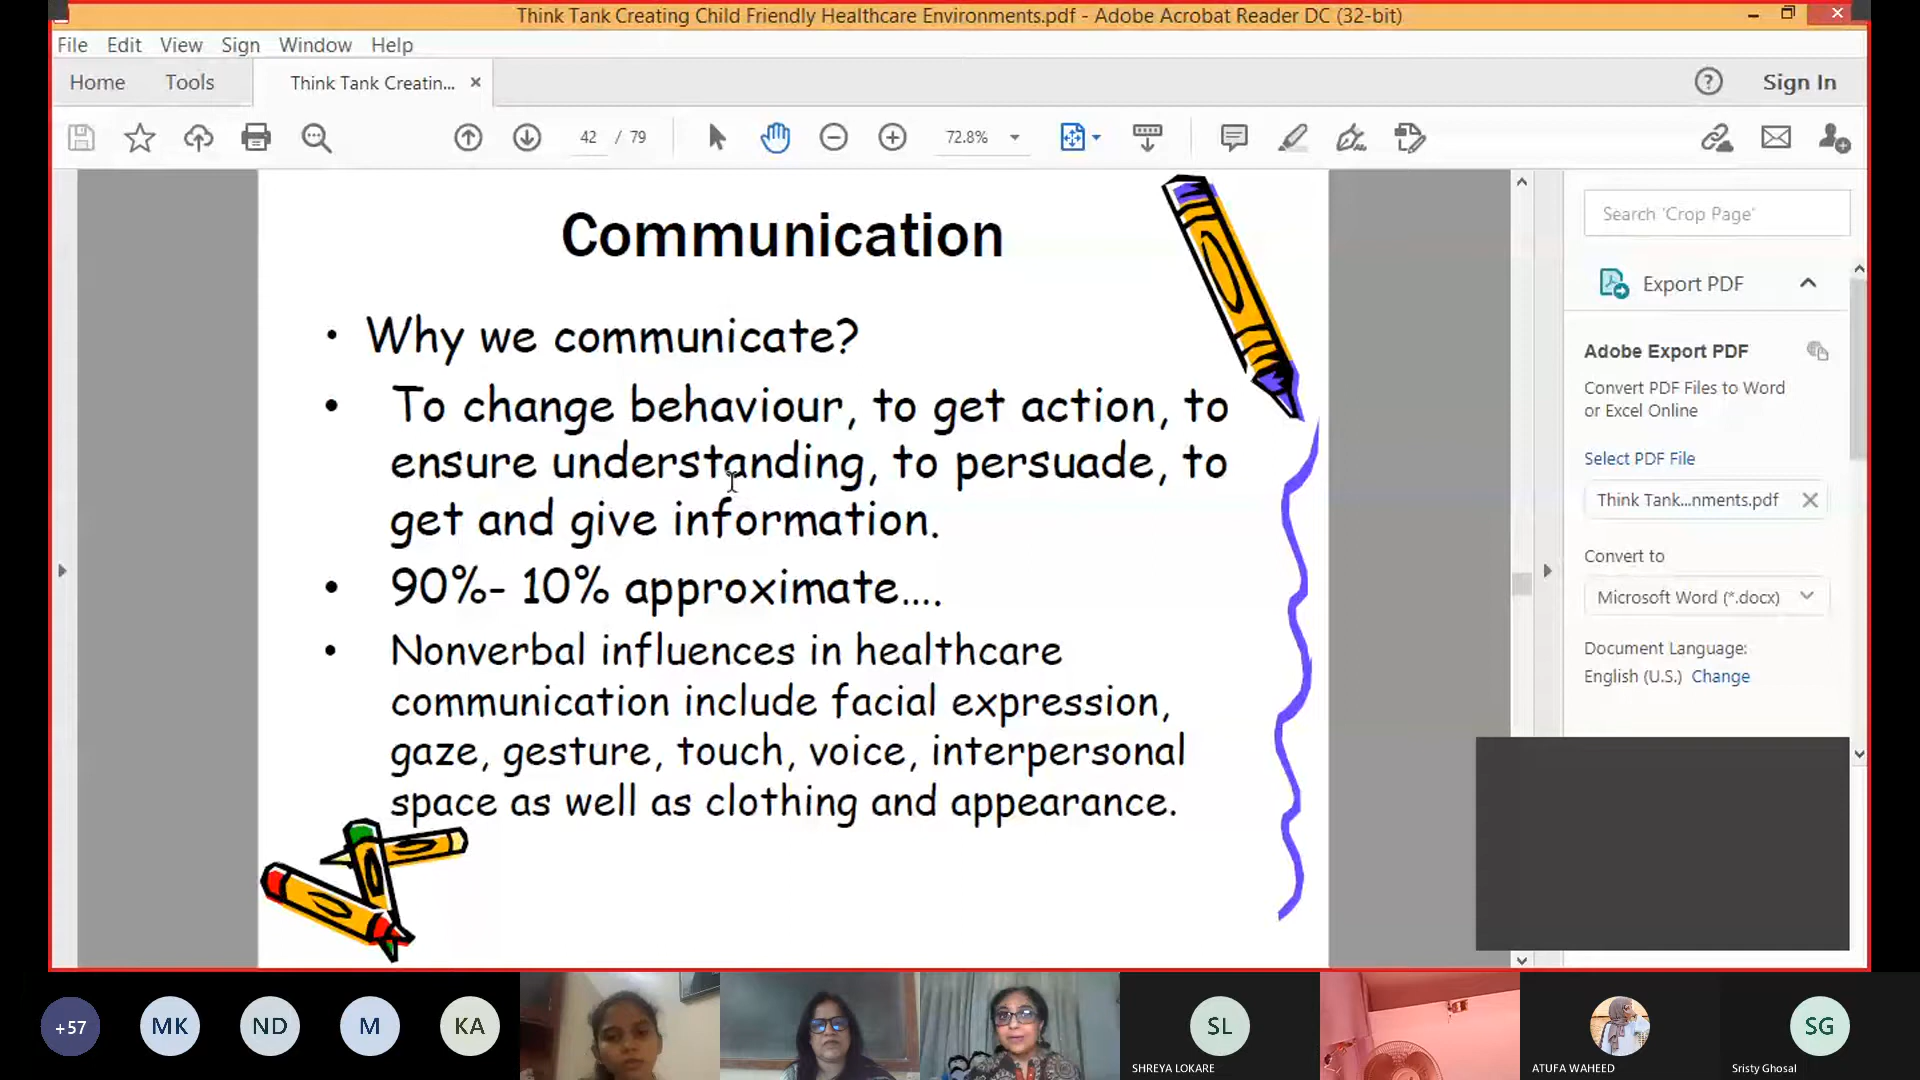 Think Tank Creating Child Friendly Healthcare Environments.pdf - Adobe Acrobat Reader DC (32-bit)
File Edit View Sign Window Help
Home Tools Think Tank Creatin... × Sign In
42 / 79 72.8%
Communication
• Why we communicate?
• To change behaviour, to get action, to
ensure understanding, to persuade, to
get and give information.
• 90%- 10% approximate....
• Nonverbal influences in healthcare
communication include facial expression,
gaze, gesture, touch, voice, interpersonal
space as well as clothing and appearance.
Search 'Crop Page'
Export PDF
Adobe Export PDF
Convert PDF Files to Word
or Excel Online
Select PDF File
Think Tank...nments.pdf
Convert to
Microsoft Word (*.docx)
Document Language:
English (U.S.) Change
+57 MK ND M KA SL SG
SHREYA LOKARE ATUFA WAHEED Sristy Ghosal